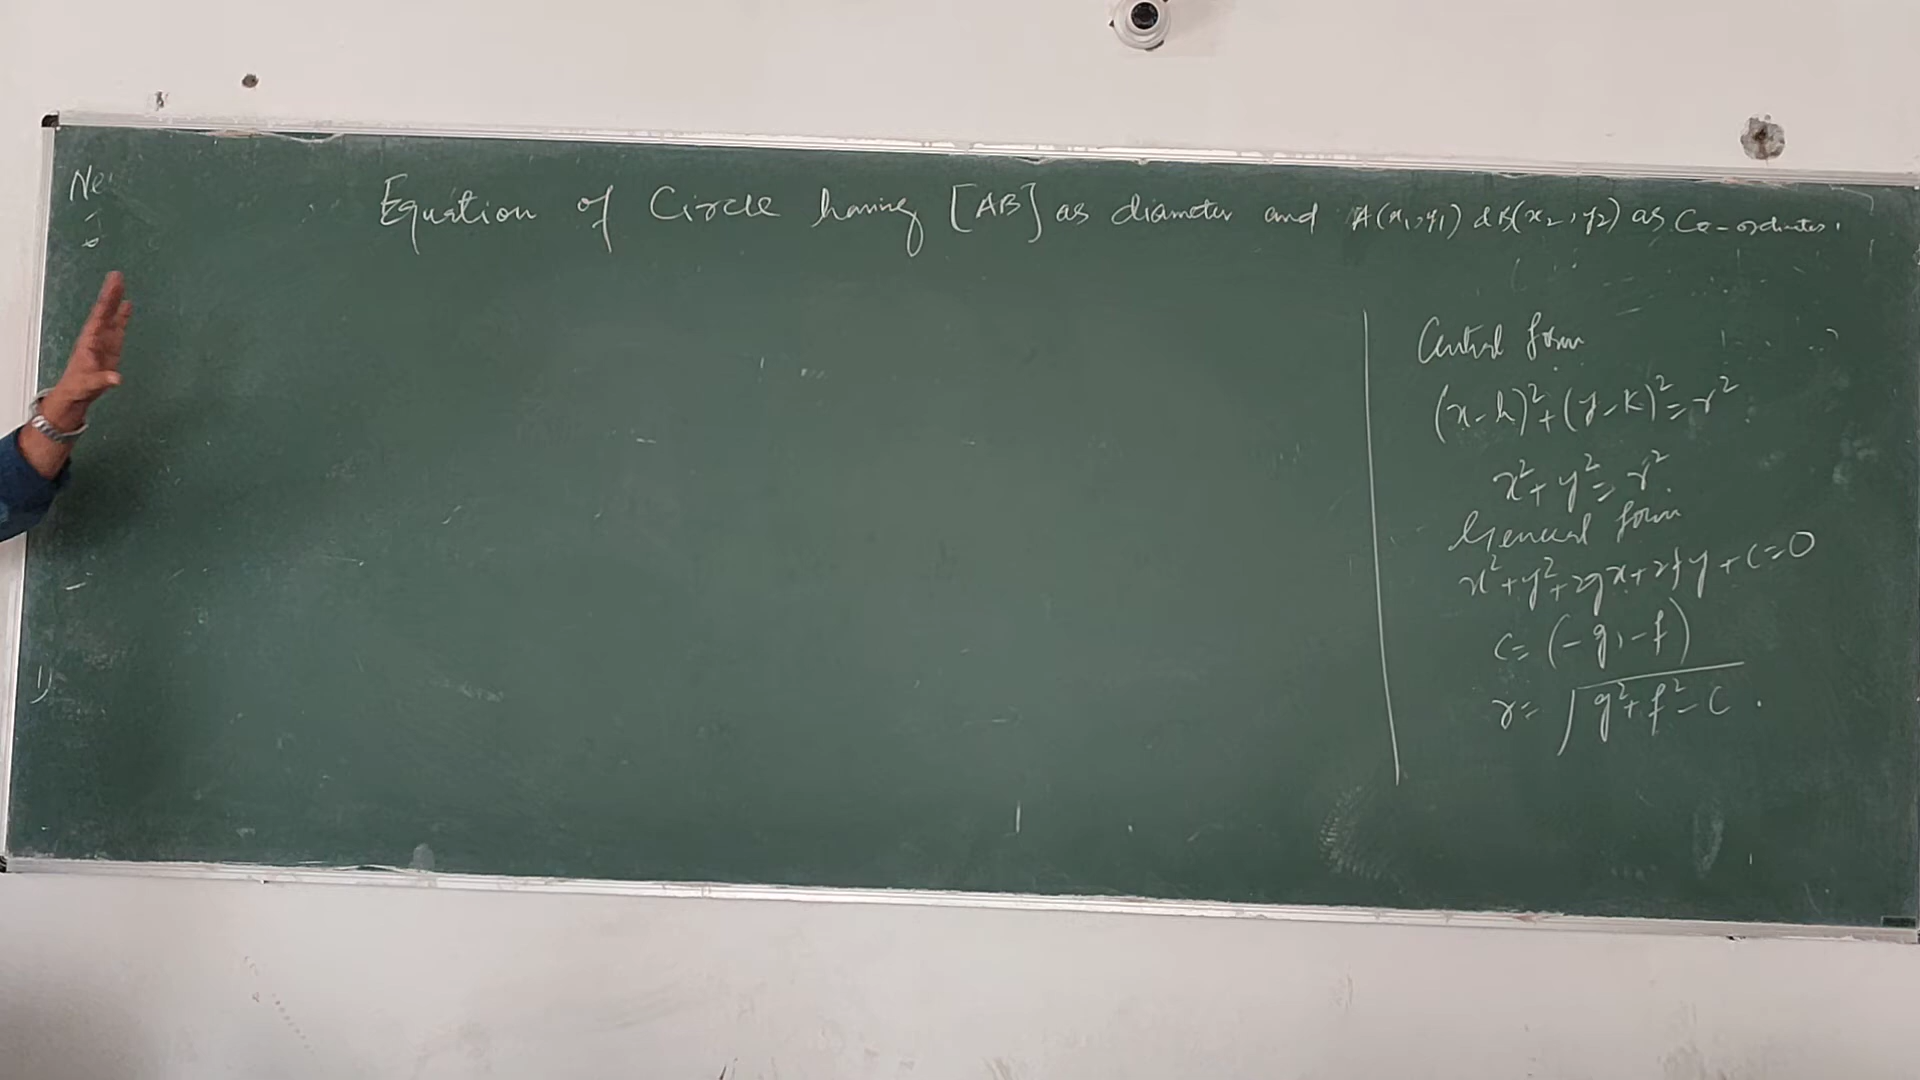 Equation of Circle having [AB] as diameter and A(x₁, y₁) & B(x₂, y₂) as Co-ordinates.
Central form
(x-h)²+(y-k)²=r²
x²+y²=r².
General form
x²+y²+2gx+2fy+c=0
C=(-g,-f)
r=√(g²+f²-c).